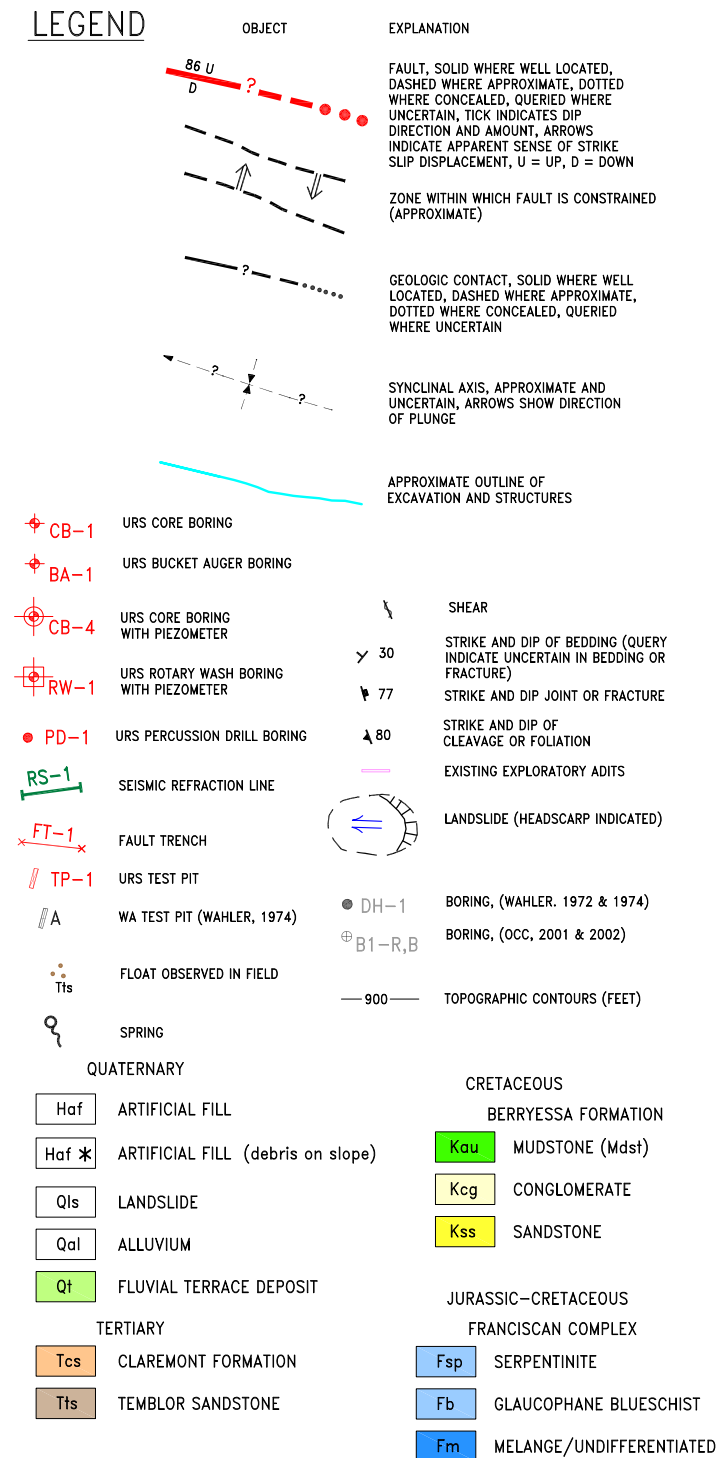 LEGEND
OBJECT
EXPLANATION
86 U
D
?
FAULT, SOLID WHERE WELL LOCATED,
DASHED WHERE APPROXIMATE, DOTTED
WHERE CONCEALED, QUERIED WHERE
UNCERTAIN, TICK INDICATES DIP
DIRECTION AND AMOUNT, ARROWS
INDICATE APPARENT SENSE OF STRIKE
SLIP DISPLACEMENT, U = UP, D = DOWN
ZONE WITHIN WHICH FAULT IS CONSTRAINED
(APPROXIMATE)
?
GEOLOGIC CONTACT, SOLID WHERE WELL
LOCATED, DASHED WHERE APPROXIMATE,
DOTTED WHERE CONCEALED, QUERIED
WHERE UNCERTAIN
?
?
SYNCLINAL AXIS, APPROXIMATE AND
UNCERTAIN, ARROWS SHOW DIRECTION
OF PLUNGE
APPROXIMATE OUTLINE OF
EXCAVATION AND STRUCTURES
CB-1
URS CORE BORING
BA-1
URS BUCKET AUGER BORING
CB-4
URS CORE BORING
WITH PIEZOMETER
RW-1
URS ROTARY WASH BORING
WITH PIEZOMETER
PD-1
URS PERCUSSION DRILL BORING
RS-1
SEISMIC REFRACTION LINE
FT-1
FAULT TRENCH
TP-1
URS TEST PIT
A
WA TEST PIT (WAHLER, 1974)
Tts
FLOAT OBSERVED IN FIELD
SPRING
SHEAR
30
STRIKE AND DIP OF BEDDING (QUERY
INDICATE UNCERTAIN IN BEDDING OR
FRACTURE)
77
STRIKE AND DIP JOINT OR FRACTURE
80
STRIKE AND DIP OF
CLEAVAGE OR FOLIATION
EXISTING EXPLORATORY ADITS
LANDSLIDE (HEADSCARP INDICATED)
DH-1
BORING, (WAHLER. 1972 & 1974)
B1-R,B
BORING, (OCC, 2001 & 2002)
900
TOPOGRAPHIC CONTOURS (FEET)
QUATERNARY
Haf
ARTIFICIAL FILL
Haf *
ARTIFICIAL FILL (debris on slope)
Qls
LANDSLIDE
Qal
ALLUVIUM
Qt
FLUVIAL TERRACE DEPOSIT
TERTIARY
Tcs
CLAREMONT FORMATION
Tts
TEMBLOR SANDSTONE
CRETACEOUS
BERRYESSA FORMATION
Kau
MUDSTONE (Mdst)
Kcg
CONGLOMERATE
Kss
SANDSTONE
JURASSIC-CRETACEOUS
FRANCISCAN COMPLEX
Fsp
SERPENTINITE
Fb
GLAUCOPHANE BLUESCHIST
Fm
MELANGE/UNDIFFERENTIATED